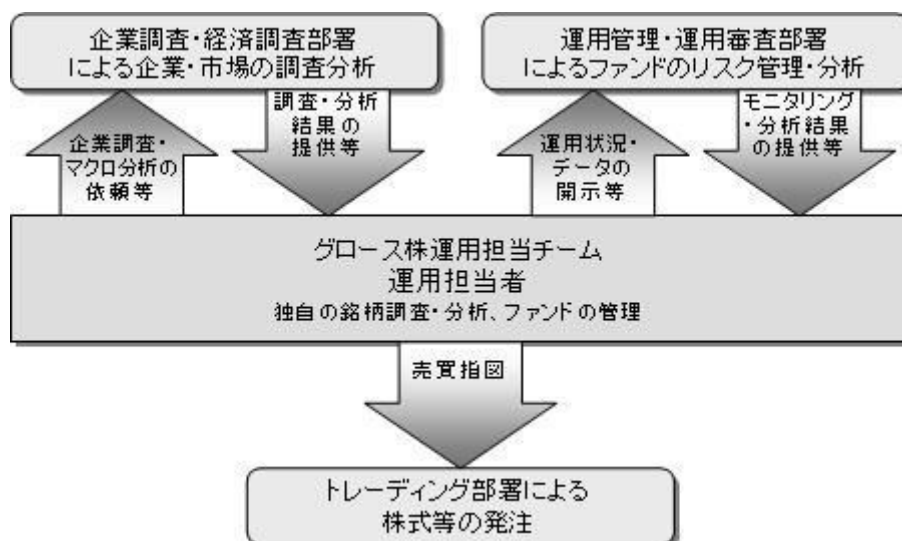 企業調査・経済調査部署
による企業・市場の調査分析
運用管理・運用審査部署
によるファンドのリスク管理・分析
企業調査・
マクロ分析の
依頼等
調査・分析
結果の
提供等
運用状況・
データの
開示等
モニタリング
・分析結果
の提供等
グロース株運用担当チーム
運用担当者
独自の銘柄調査・分析、ファンドの管理
売買指図
トレーディング部署による
株式等の発注